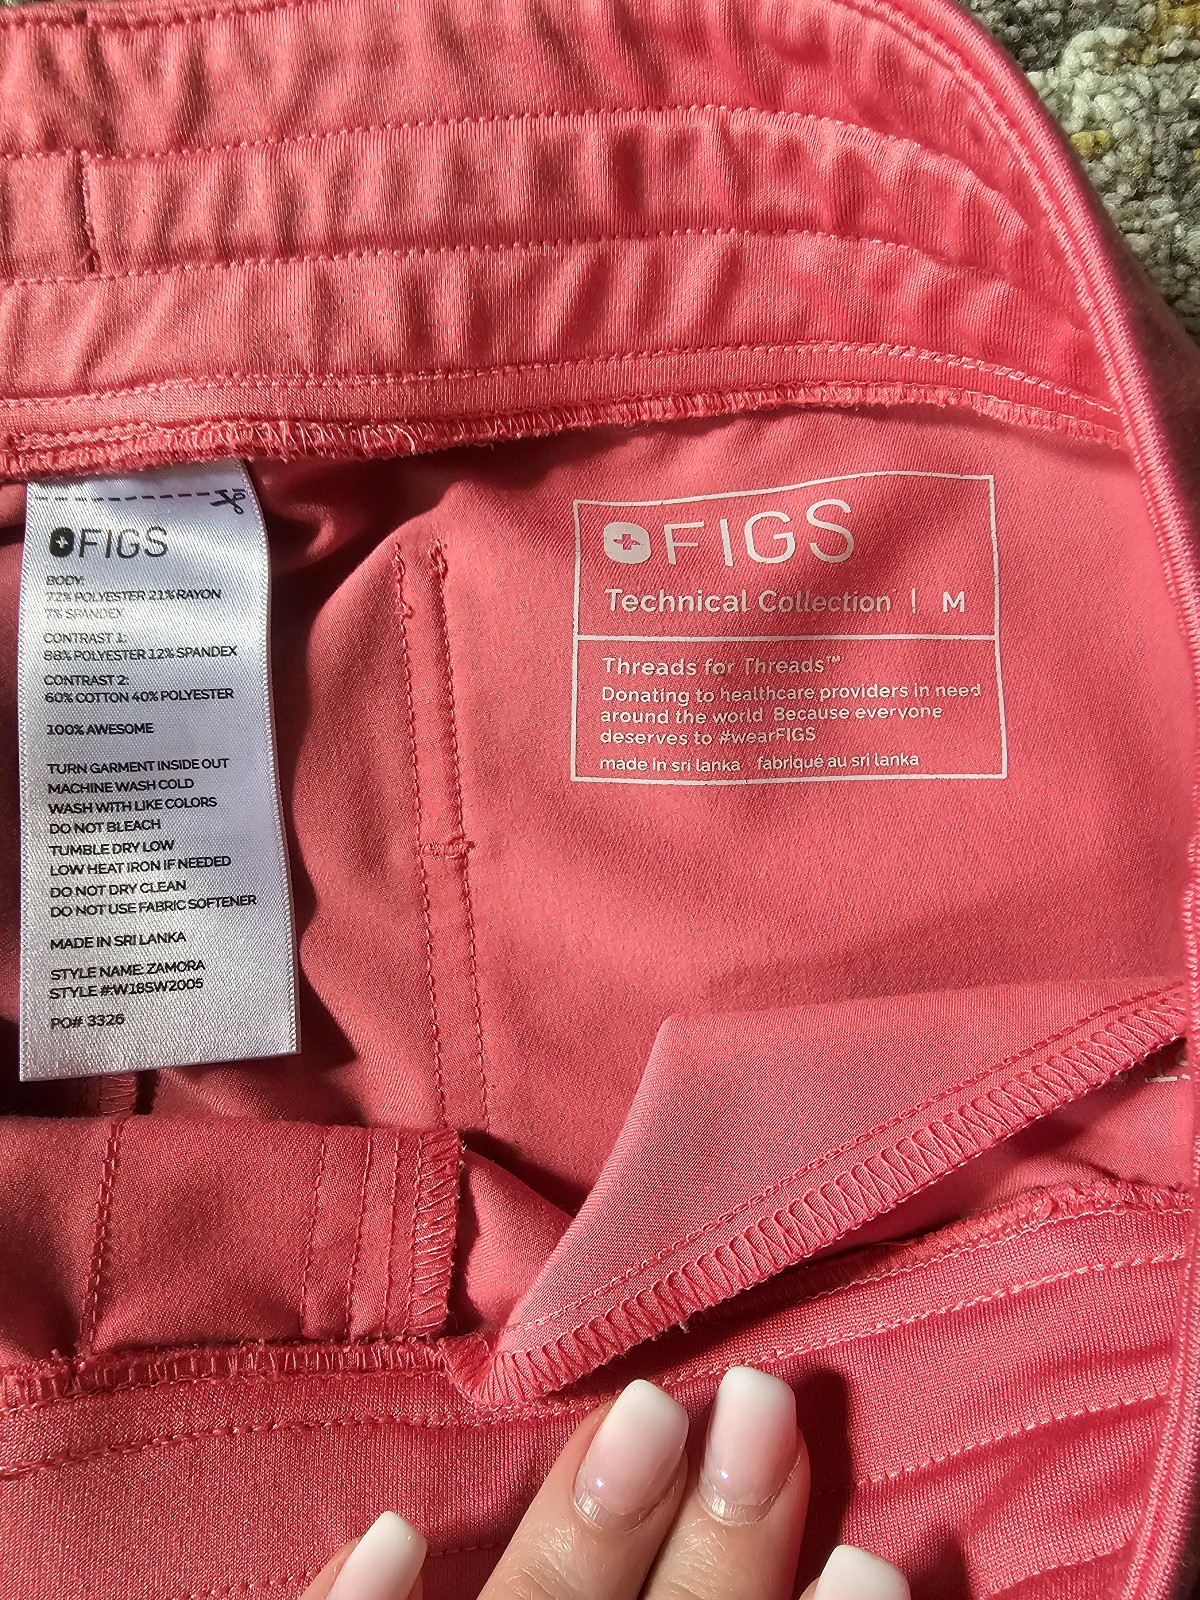 FIGS
BODY:
72% POLYESTER 21% RAYON
7% SPANDEX
CONTRAST 1:
88% POLYESTER 12% SPANDEX
CONTRAST 2:
60% COTTON 40% POLYESTER
100% AWESOME
TURN GARMENT INSIDE OUT
MACHINE WASH COLD
WASH WITH LIKE COLORS
DO NOT BLEACH
TUMBLE DRY LOW
LOW HEAT IRON IF NEEDED
DO NOT DRY CLEAN
DO NOT USE FABRIC SOFTENER
MADE IN SRI LANKA
STYLE NAME: ZAMORA
STYLE #:W18SW2005
PO# 3326
FIGS
Technical Collection | M
Threads for Threads™
Donating to healthcare providers in need
around the world Because everyone
deserves to #wearFIGS
made in sri lanka fabriqué au sri lanka